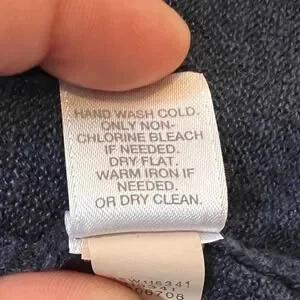 HAND WASH COLD.
ONLY NON-
CHLORINE BLEACH
IF NEEDED.
DRY FLAT.
WARM IRON IF
NEEDED.
OR DRY CLEAN.